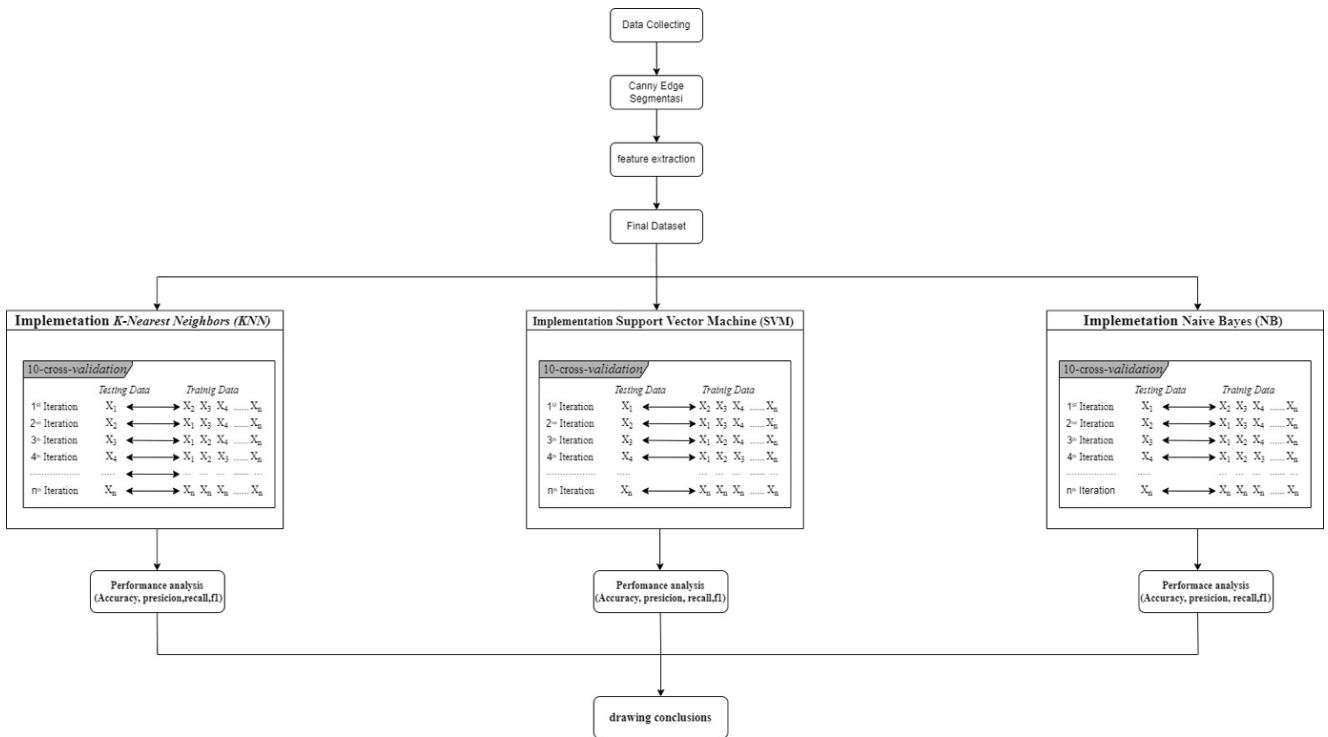 Data Collecting
Canny Edge
Segmentasi
feature extraction
Final Dataset
Implemetation K-Nearest Neighbors (KNN)
10-cross-validation
Testing Data Trainig Data
1st Iteration X1 X2 X3 X4 ...... Xn
2nd Iteration X2 X1 X3 X4 ...... Xn
3th Iteration X3 X1 X2 X4 ...... Xn
4th Iteration X4 X1 X2 X3 ...... Xn
.................... ..... ... ... ... ...... ...
nth Iteration Xn Xn Xn Xn ...... Xn
Implementation Support Vector Machine (SVM)
10-cross-validation
Testing Data Trainig Data
1st Iteration X1 X2 X3 X4 ...... Xn
2nd Iteration X2 X1 X3 X4 ...... Xn
3th Iteration X3 X1 X2 X4 ...... Xn
4th Iteration X4 X1 X2 X3 ...... Xn
.................... ..... ... ... ... ...... ...
nth Iteration Xn Xn Xn Xn ...... Xn
Implemetation Naive Bayes (NB)
10-cross-validation
Testing Data Trainig Data
1st Iteration X1 X2 X3 X4 ...... Xn
2nd Iteration X2 X1 X3 X4 ...... Xn
3th Iteration X3 X1 X2 X4 ...... Xn
4th Iteration X4 X1 X2 X3 ...... Xn
.................... ..... ... ... ... ...... ...
nth Iteration Xn Xn Xn Xn ...... Xn
Performance analysis
(Accuracy, presicion,recall,f1)
Perfomance analysis
(Accuracy, presicion, recall,f1)
Performace analysis
(Accuracy, presicion, recall,f1)
drawing conclusions